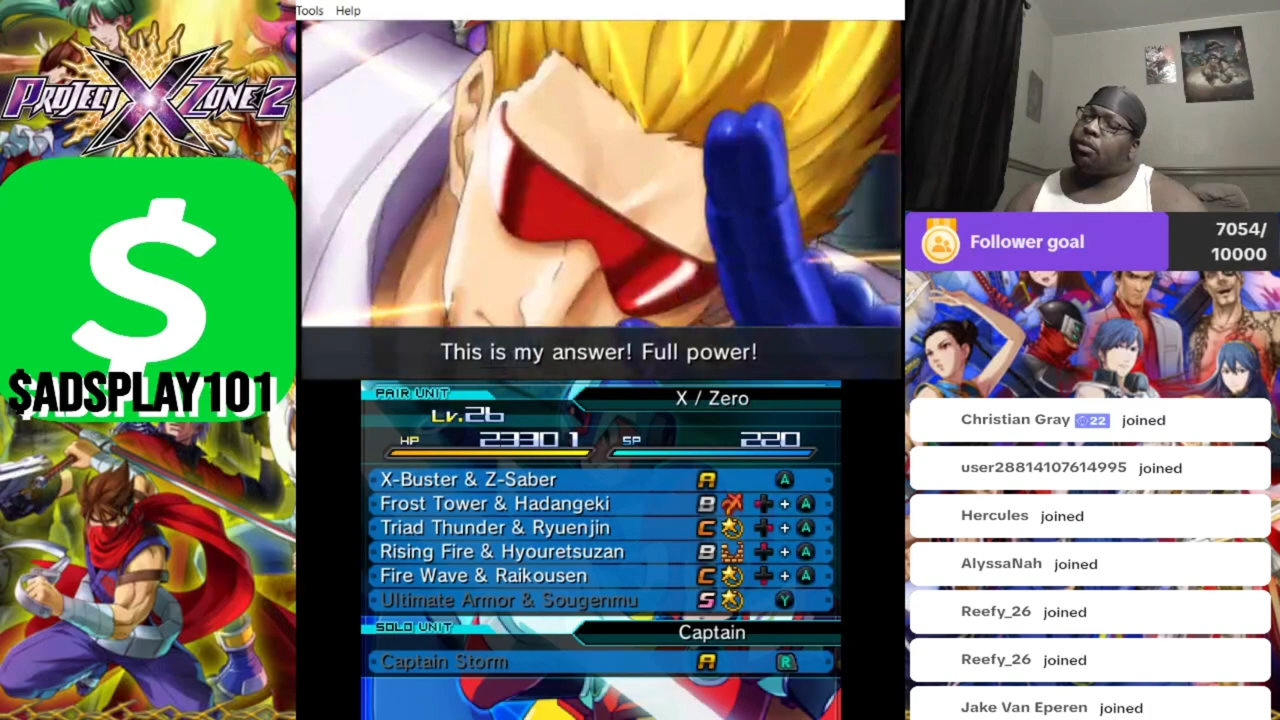 Tools Help
PROJECT X ZONE 2
$
$ADSPLAY101
This is my answer! Full power!
PAIR UNIT
X / Zero
Lv.26
HP 23301 SP 220
X-Buster & Z-Saber A A
Frost Tower & Hadangeki B + A
Triad Thunder & Ryuenjin C + A
Rising Fire & Hyouretsuzan B + A
Fire Wave & Raikousen C + A
Ultimate Armor & Sougenmu S Y
SOLO UNIT
Captain
Captain Storm A R
Follower goal
7054/
10000
Christian Gray 22 joined
user28814107614995 joined
Hercules joined
AlyssaNah joined
Reefy_26 joined
Reefy_26 joined
Jake Van Eperen joined